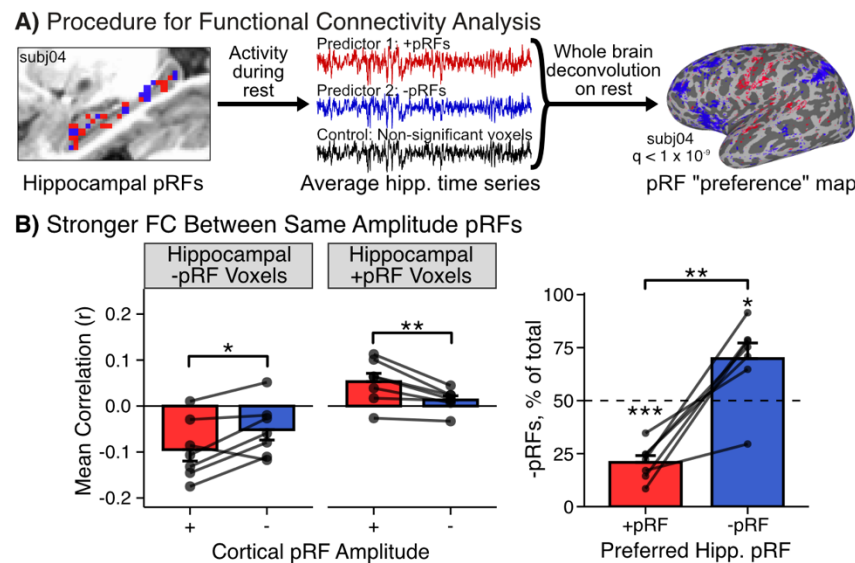 A) Procedure for Functional Connectivity Analysis
subj04
Hippocampal pRFs
Activity
during
rest
Predictor 1: +pRFs
Predictor 2: -pRFs
Control: Non-significant voxels
Average hipp. time series
Whole brain
deconvolution
on rest
subj04
q < 1 x 10⁻⁹
pRF "preference" map
B) Stronger FC Between Same Amplitude pRFs
Hippocampal
-pRF Voxels
Hippocampal
+pRF Voxels
Mean Correlation (r)
0.2
0.1
0.0
-0.1
-0.2
*
**
+
-
+
-
Cortical pRF Amplitude
-pRFs, % of total
100
75
50
25
0
**
*
***
+pRF
-pRF
Preferred Hipp. pRF